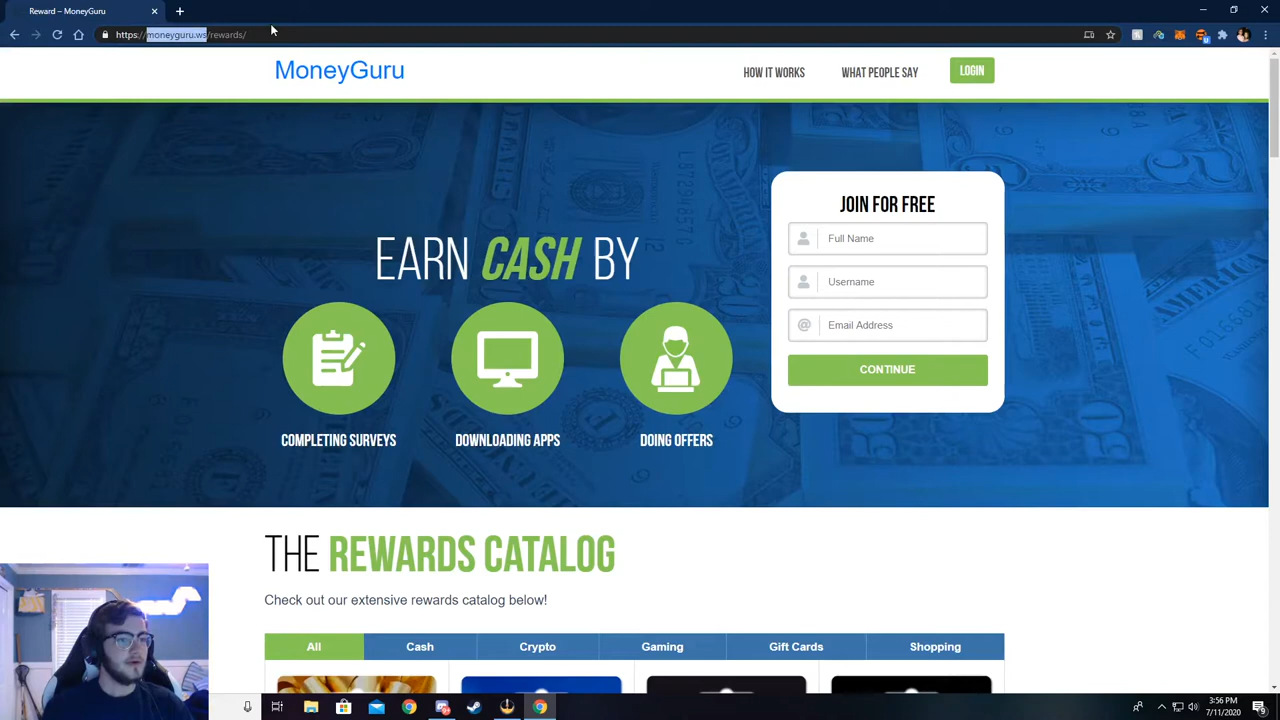 Reward – MoneyGuru
https://moneyguru.ws/rewards/
MoneyGuru
HOW IT WORKS
WHAT PEOPLE SAY
LOGIN
EARN CASH BY
COMPLETING SURVEYS
DOWNLOADING APPS
DOING OFFERS
JOIN FOR FREE
Full Name
Username
Email Address
CONTINUE
THE REWARDS CATALOG
Check out our extensive rewards catalog below!
All
Cash
Crypto
Gaming
Gift Cards
Shopping
3:56 PM
7/11/2020